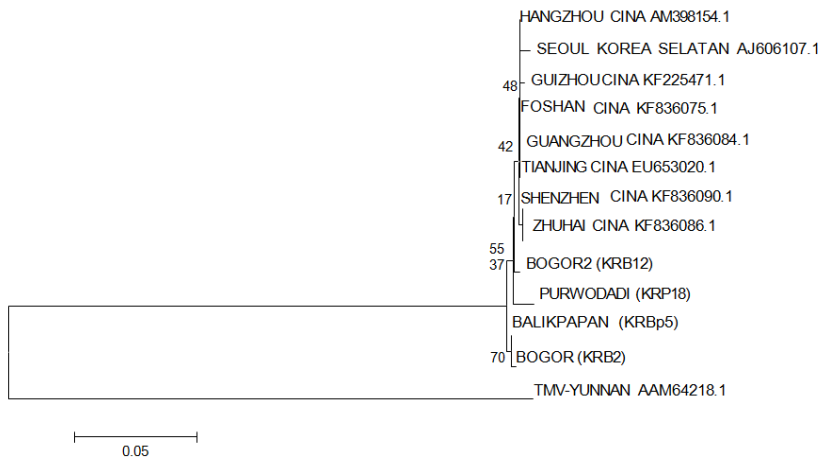 HANGZHOU CINA AM398154.1
SEOUL KOREA SELATAN AJ606107.1
GUIZHOU CINA KF225471.1
48
FOSHAN CINA KF836075.1
GUANGZHOU CINA KF836084.1
42
TIANJING CINA EU653020.1
SHENZHEN CINA KF836090.1
17
ZHUHAI CINA KF836086.1
55
37
BOGOR2 (KRB12)
PURWODADI (KRP18)
BALIKPAPAN (KRBp5)
70
BOGOR (KRB2)
TMV-YUNNAN AAM64218.1
0.05